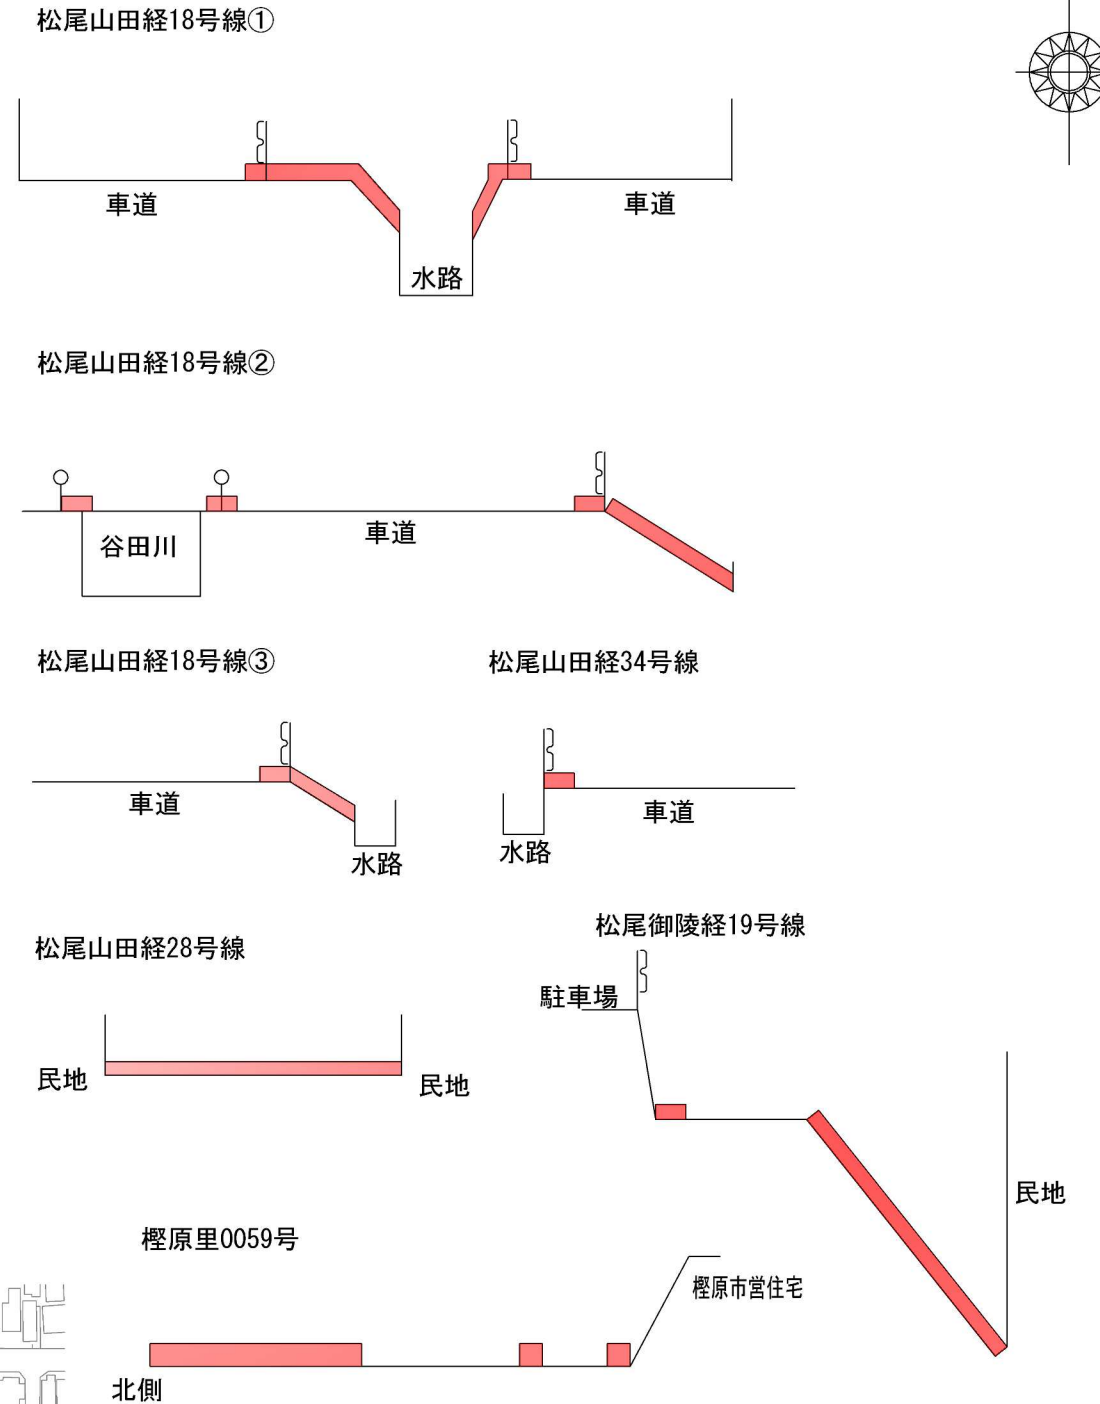 松尾山田経18号線①
車道
車道
水路
松尾山田経18号線②
谷田川
車道
松尾山田経18号線③
松尾山田経34号線
車道
水路
車道
水路
松尾山田経28号線
松尾御陵経19号線
駐車場
民地
民地
民地
樫原里0059号
樫原市営住宅
北側